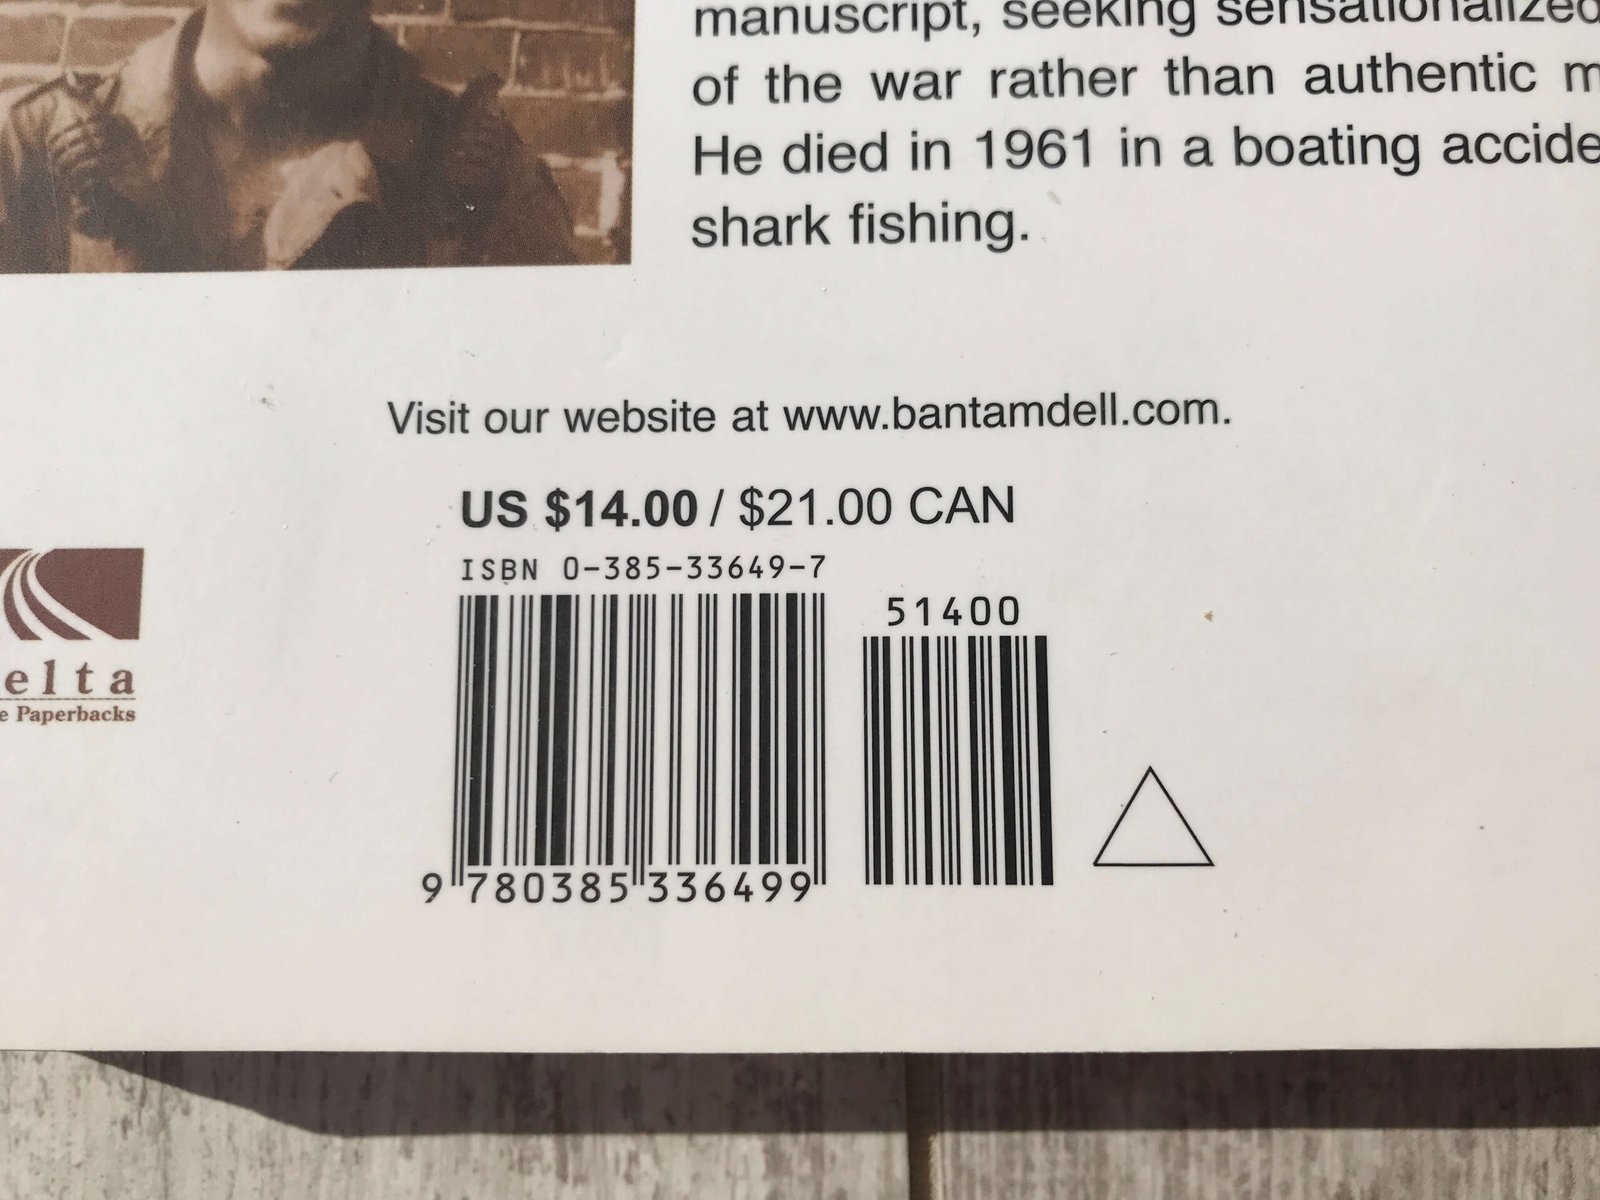 manuscript, seeking sensationalized
of the war rather than authentic m
He died in 1961 in a boating accide
shark fishing.
Visit our website at www.bantamdell.com.
US $14.00 / $21.00 CAN
ISBN 0-385-33649-7
51400
9 780385 336499
elta
e Paperbacks